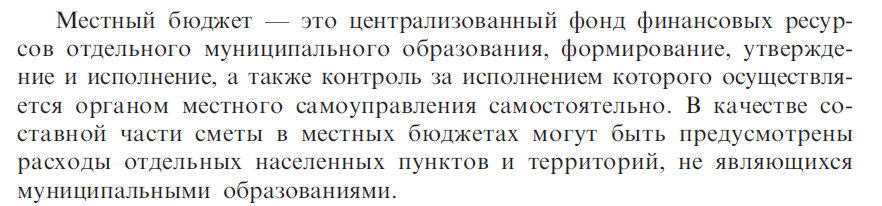 Местный бюджет — это централизованный фонд финансовых ресур-
сов отдельного муниципального образования, формирование, утвержде-
ние и исполнение, а также контроль за исполнением которого осуществля-
ется органом местного самоуправления самостоятельно. В качестве со-
ставной части сметы в местных бюджетах могут быть предусмотрены
расходы отдельных населенных пунктов и территорий, не являющихся
муниципальными образованиями.